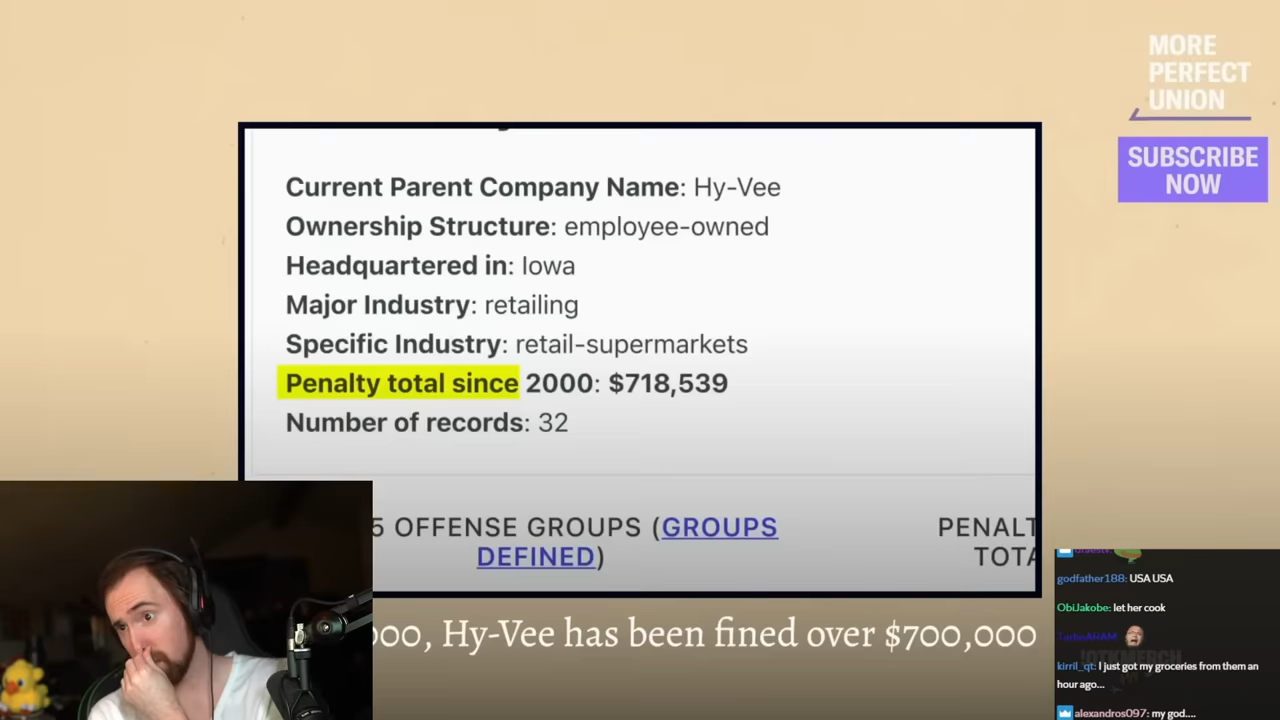 MORE
PERFECT
UNION
SUBSCRIBE
NOW
Current Parent Company Name: Hy-Vee
Ownership Structure: employee-owned
Headquartered in: Iowa
Major Industry: retailing
Specific Industry: retail-supermarkets
Penalty total since 2000: $718,539
Number of records: 32
5 OFFENSE GROUPS (GROUPS
DEFINED)
PENALT
TOTA
000, Hy-Vee has been fined over $700,000
godfather188: USA USA
ObiJakobe: let her cook
TurboARAM:
kirril_qt: I just got my groceries from them an
hour ago...
alexandros097: my god....